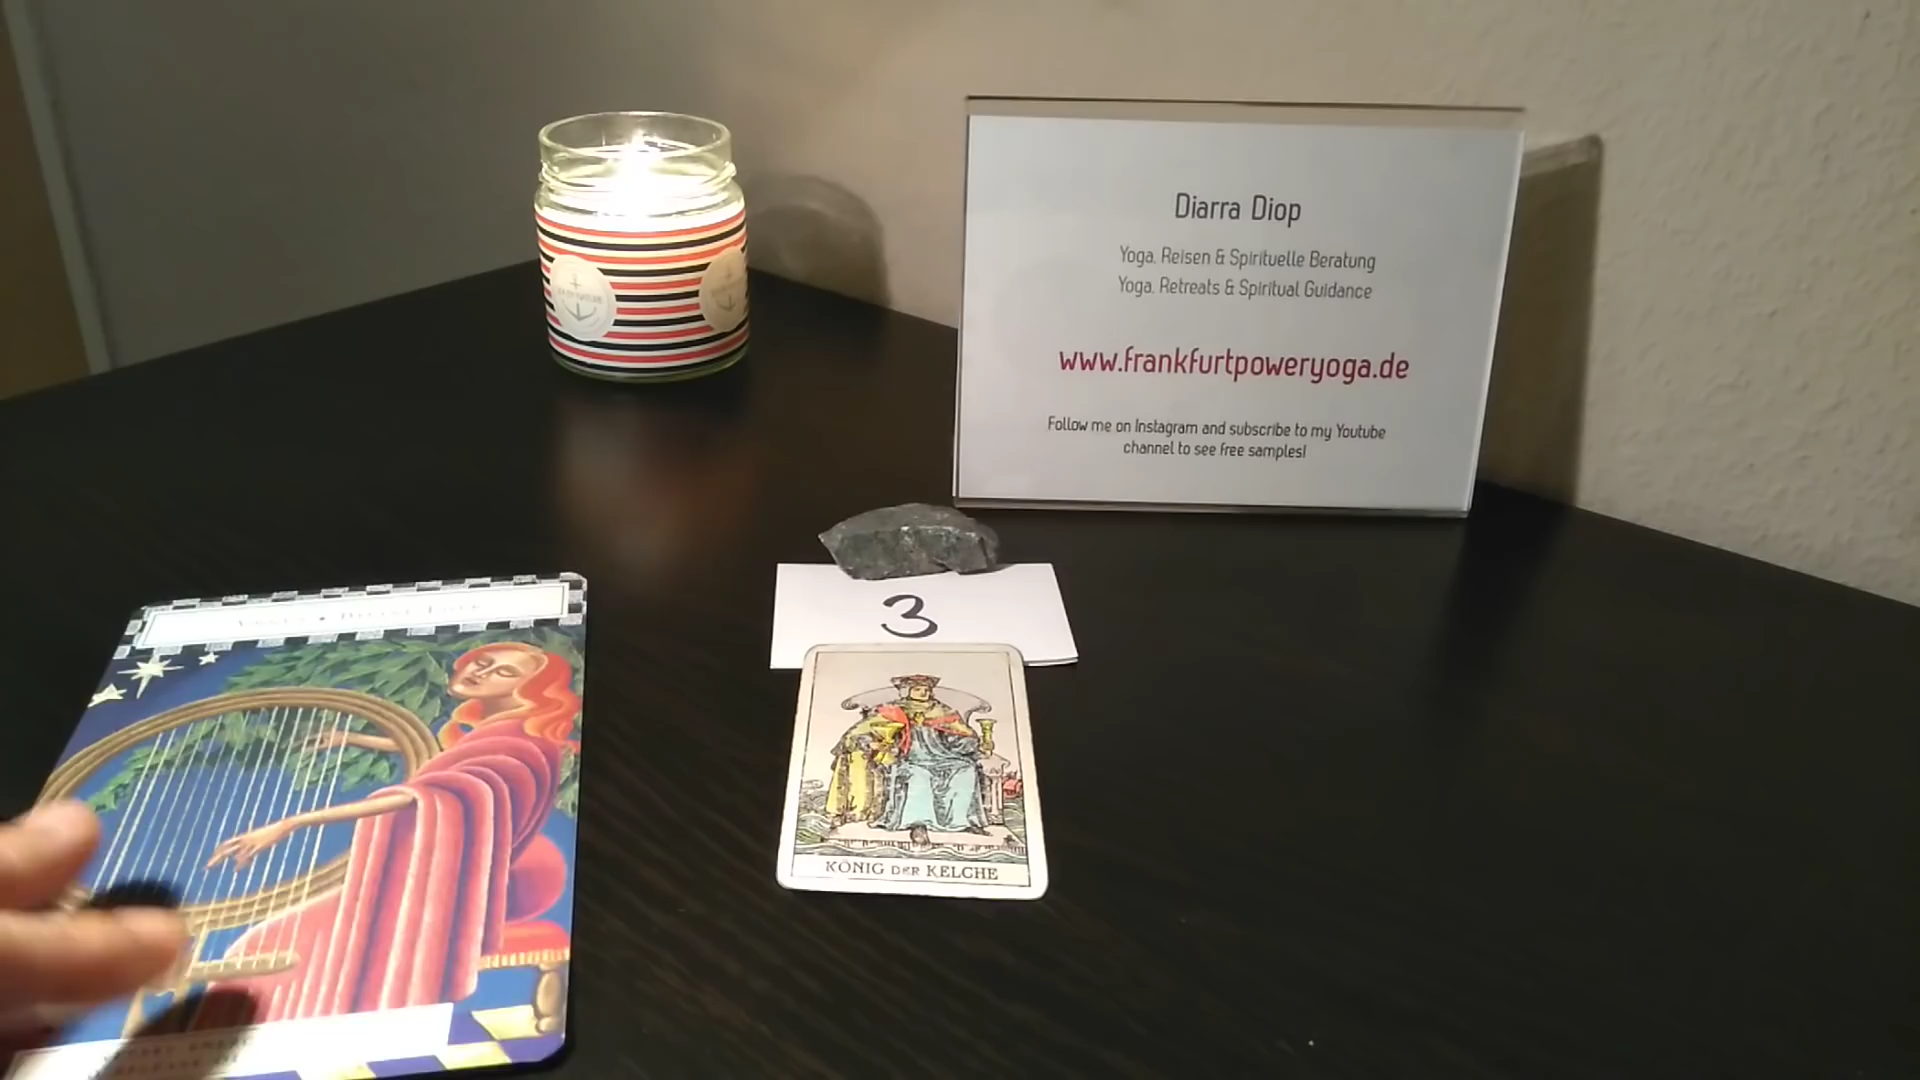 Diarra Diop
Yoga. Reisen & Spirituelle Beratung
Yoga. Retreats & Spiritual Guidance
www.frankfurtpoweryoga.de
Follow me on Instagram and subscribe to my Youtube
channel to see free samples!
3
KÖNIG DER KELCHE